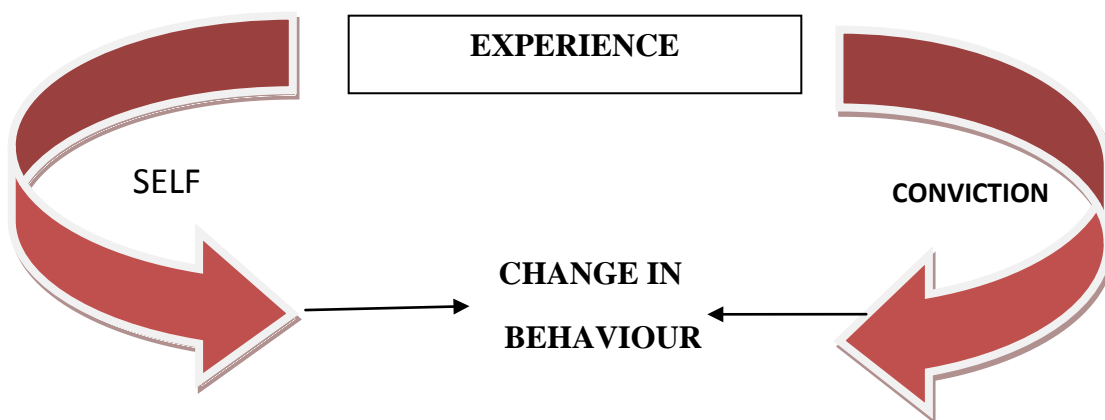 EXPERIENCE
SELF
CONVICTION
CHANGE IN
BEHAVIOUR